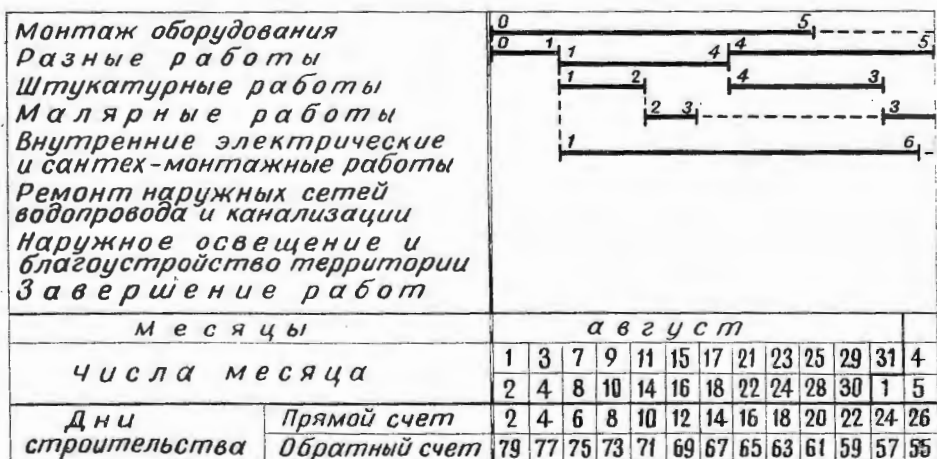 Монтаж оборудования 0 5
Разные работы 0 1 1 4 4 5
Штукатурные работы 1 2 4 3
Малярные работы 2 3 3
Внутренние электрические
и сантех-монтажные работы 1 6
Ремонт наружных сетей
водопровода и канализации
Наружное освещение и
благоустройство территории
Завершение работ
Месяцы август
Числа месяца 1 3 7 9 11 15 17 21 23 25 29 31 4
2 4 8 10 14 16 18 22 24 28 30 1 5
Дни строительства Прямой счет 2 4 6 8 10 12 14 16 18 20 22 24 26
Обратный счет 79 77 75 73 71 69 67 65 63 61 59 57 55